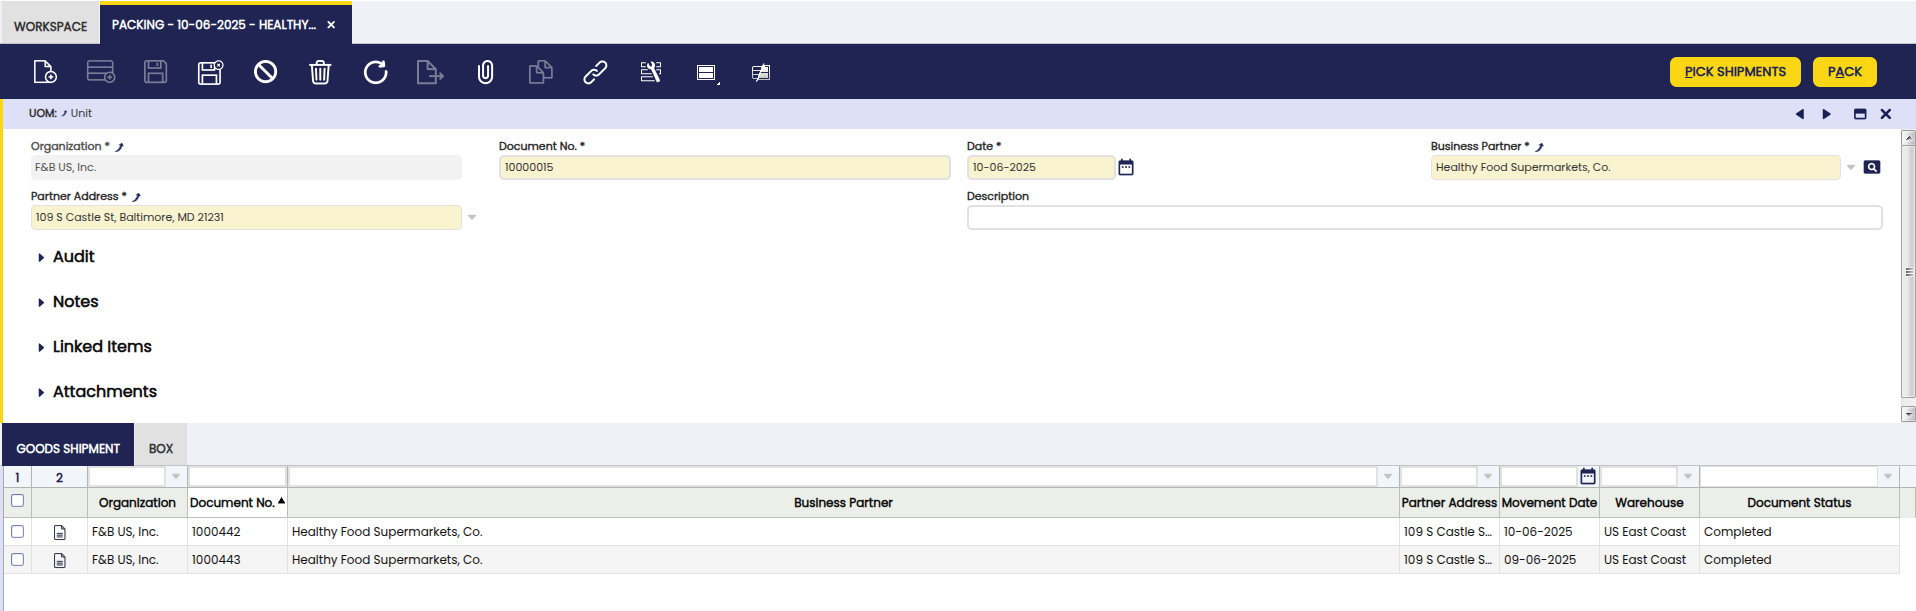 WORKSPACE
PACKING - 10-06-2025 - HEALTHY...
PICK SHIPMENTS
PACK
UOM: Unit
Organization *
Document No. *
Date *
Business Partner *
F&B US, Inc.
10000015
10-06-2025
Healthy Food Supermarkets, Co.
Partner Address *
Description
109 S Castle St, Baltimore, MD 21231
Audit
Notes
Linked Items
Attachments
GOODS SHIPMENT
BOX
1 2
Organization Document No. Business Partner Partner Address Movement Date Warehouse Document Status
F&B US, Inc. 1000442 Healthy Food Supermarkets, Co. 109 S Castle S... 10-06-2025 US East Coast Completed
F&B US, Inc. 1000443 Healthy Food Supermarkets, Co. 109 S Castle S... 09-06-2025 US East Coast Completed